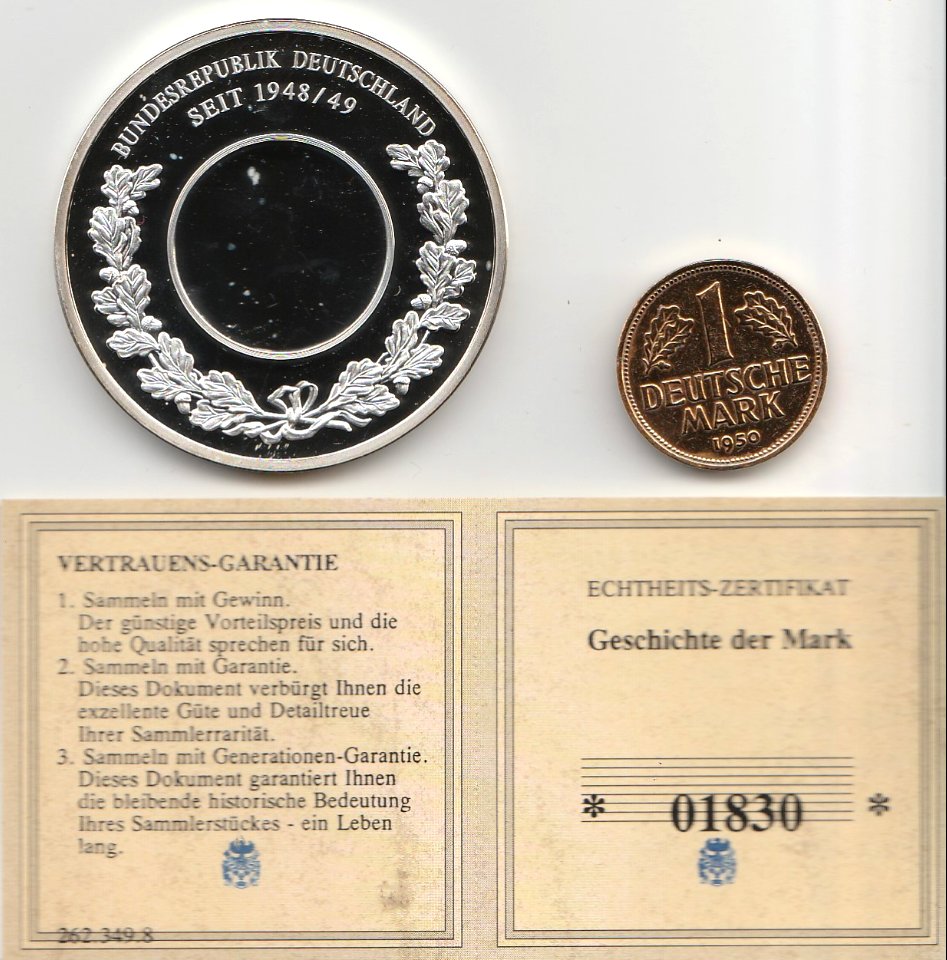 BUNDESREPUBLIK DEUTSCHLAND
SEIT 1948/49
1
DEUTSCHE
MARK
1950
VERTRAUENS-GARANTIE
1. Sammeln mit Gewinn.
Der günstige Vorteilspreis und die
hohe Qualität sprechen für sich.
2. Sammeln mit Garantie.
Dieses Dokument verbürgt Ihnen die
exzellente Güte und Detailtreue
Ihrer Sammlerrarität.
3. Sammeln mit Generationen-Garantie.
Dieses Dokument garantiert Ihnen
die bleibende historische Bedeutung
Ihres Sammlerstückes - ein Leben
lang.
262.349.8
ECHTHEITS-ZERTIFIKAT
Geschichte der Mark
* 01830 *